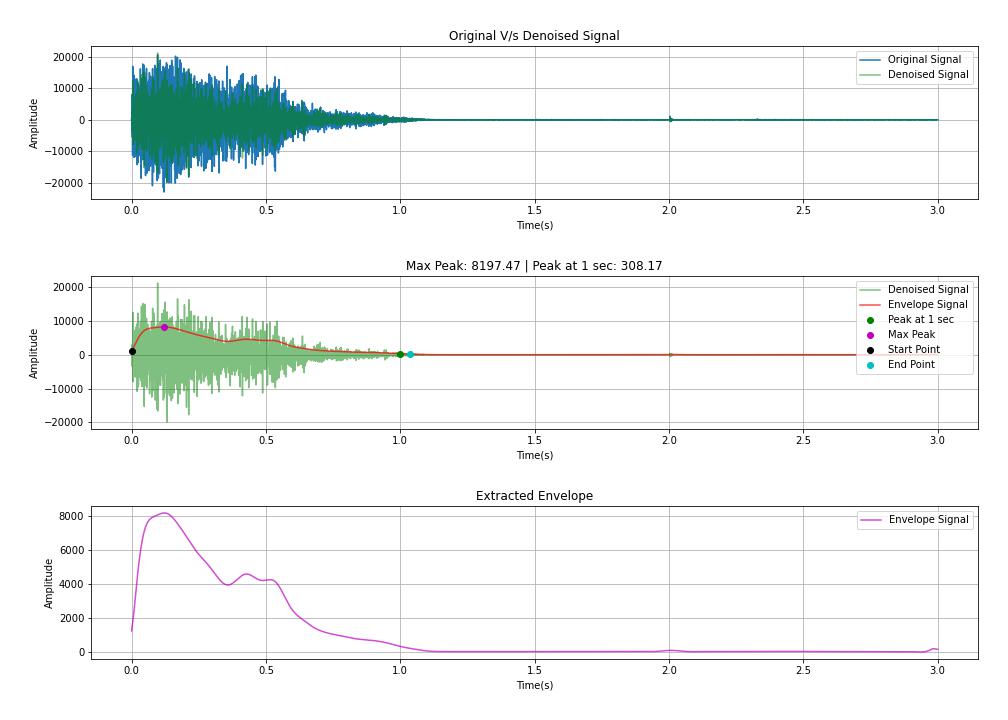 Original V/s Denoised Signal
20000
10000
0
−10000
−20000
Amplitude
Original Signal
Denoised Signal
0.0 0.5 1.0 1.5 2.0 2.5 3.0
Time(s)
Max Peak: 8197.47 | Peak at 1 sec: 308.17
20000
10000
0
−10000
−20000
Amplitude
Denoised Signal
Envelope Signal
Peak at 1 sec
Max Peak
Start Point
End Point
0.0 0.5 1.0 1.5 2.0 2.5 3.0
Time(s)
Extracted Envelope
8000
6000
4000
2000
0
Amplitude
Envelope Signal
0.0 0.5 1.0 1.5 2.0 2.5 3.0
Time(s)